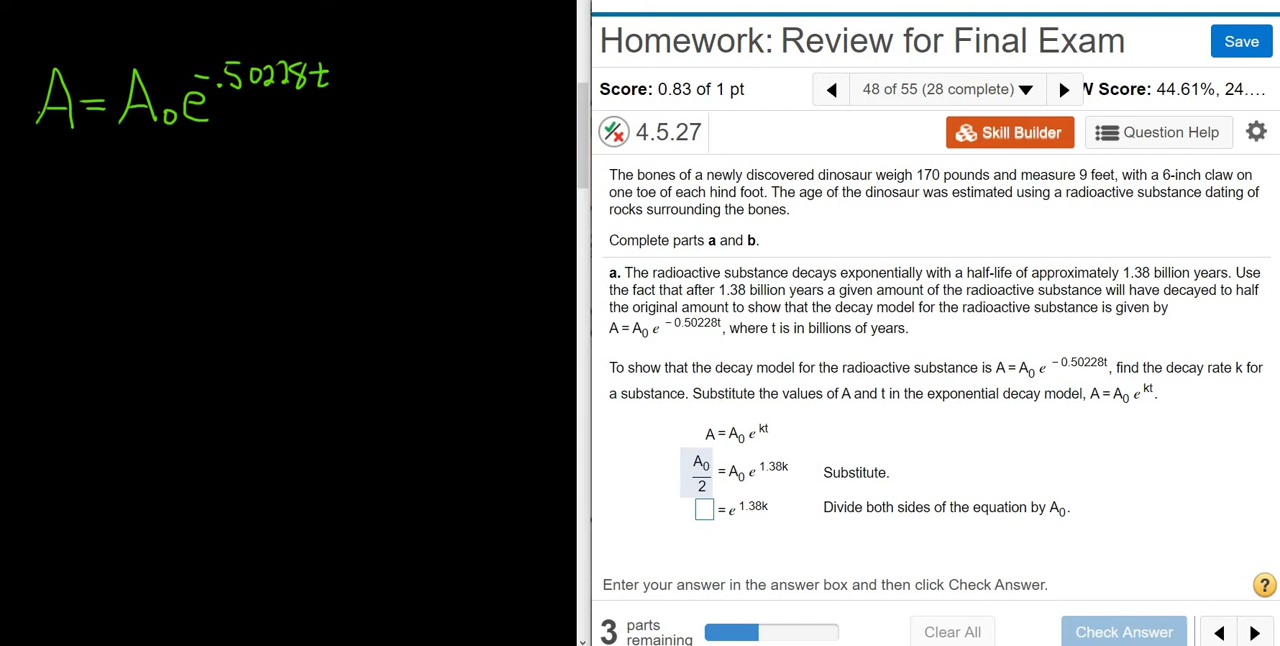 A = A₀e^-.50228t
Homework: Review for Final Exam
Save
Score: 0.83 of 1 pt
48 of 55 (28 complete)
Score: 44.61%, 24....
4.5.27
Skill Builder
Question Help
The bones of a newly discovered dinosaur weigh 170 pounds and measure 9 feet, with a 6-inch claw on
one toe of each hind foot. The age of the dinosaur was estimated using a radioactive substance dating of
rocks surrounding the bones.
Complete parts a and b.
a. The radioactive substance decays exponentially with a half-life of approximately 1.38 billion years. Use
the fact that after 1.38 billion years a given amount of the radioactive substance will have decayed to half
the original amount to show that the decay model for the radioactive substance is given by
A = A₀ e^-0.50228t, where t is in billions of years.
To show that the decay model for the radioactive substance is A = A₀ e^-0.50228t, find the decay rate k for
a substance. Substitute the values of A and t in the exponential decay model, A = A₀ e^kt.
A = A₀ e^kt
A₀/2 = A₀ e^1.38k Substitute.
= e^1.38k Divide both sides of the equation by A₀.
Enter your answer in the answer box and then click Check Answer.
?
3 parts remaining
Clear All
Check Answer